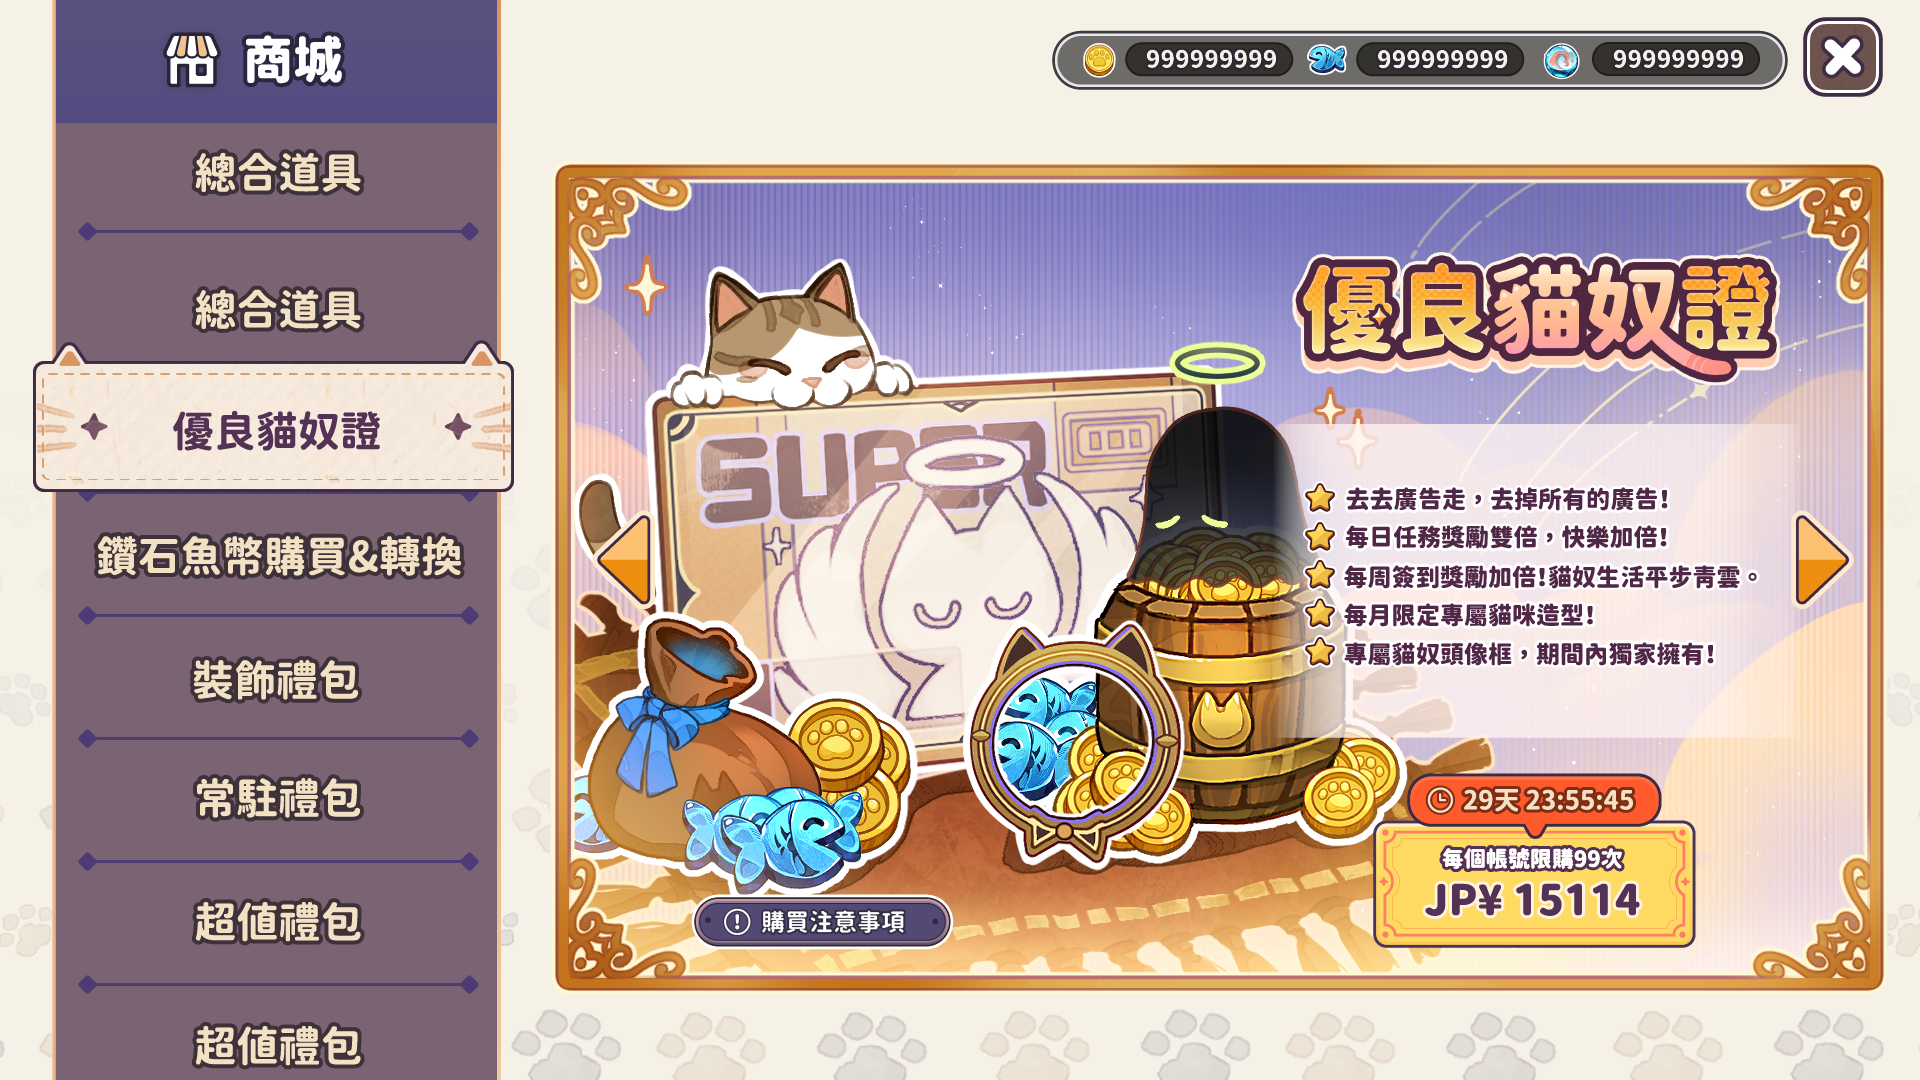 商城
999999999
999999999
999999999
總合道具
總合道具
優良貓奴證
鑽石魚幣購買&轉換
裝飾禮包
常駐禮包
超值禮包
超值禮包
優良貓奴證
SUPER
去去廣告走，去掉所有的廣告!
每日任務獎勵雙倍，快樂加倍!
每周簽到獎勵加倍!貓奴生活平步青雲。
每月限定專屬貓咪造型!
專屬貓奴頭像框，期間內獨家擁有!
29天 23:55:45
每個帳號限購99次
JP¥ 15114
購買注意事項